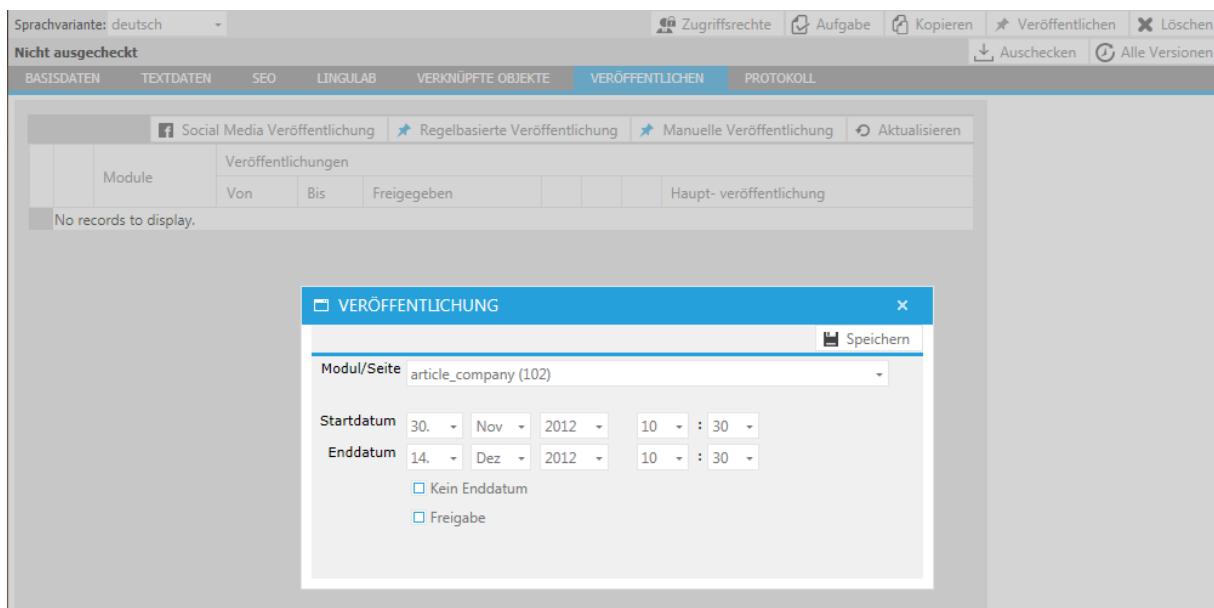 Sprachvariante: deutsch Zugriffsrechte Aufgabe Kopieren Veröffentlichen Löschen
Nicht ausgecheckt Auschecken Alle Versionen
BASISDATEN TEXTDATEN SEO LINGULAB VERKNÜPFTE OBJEKTE VERÖFFENTLICHEN PROTOKOLL
Social Media Veröffentlichung Regelbasierte Veröffentlichung Manuelle Veröffentlichung Aktualisieren
Module Veröffentlichungen
Von Bis Freigegeben Haupt- veröffentlichung
No records to display.
VERÖFFENTLICHUNG
Speichern
Modul/Seite article_company (102)
Startdatum 30. Nov 2012 10 : 30
Enddatum 14. Dez 2012 10 : 30
Kein Enddatum
Freigabe